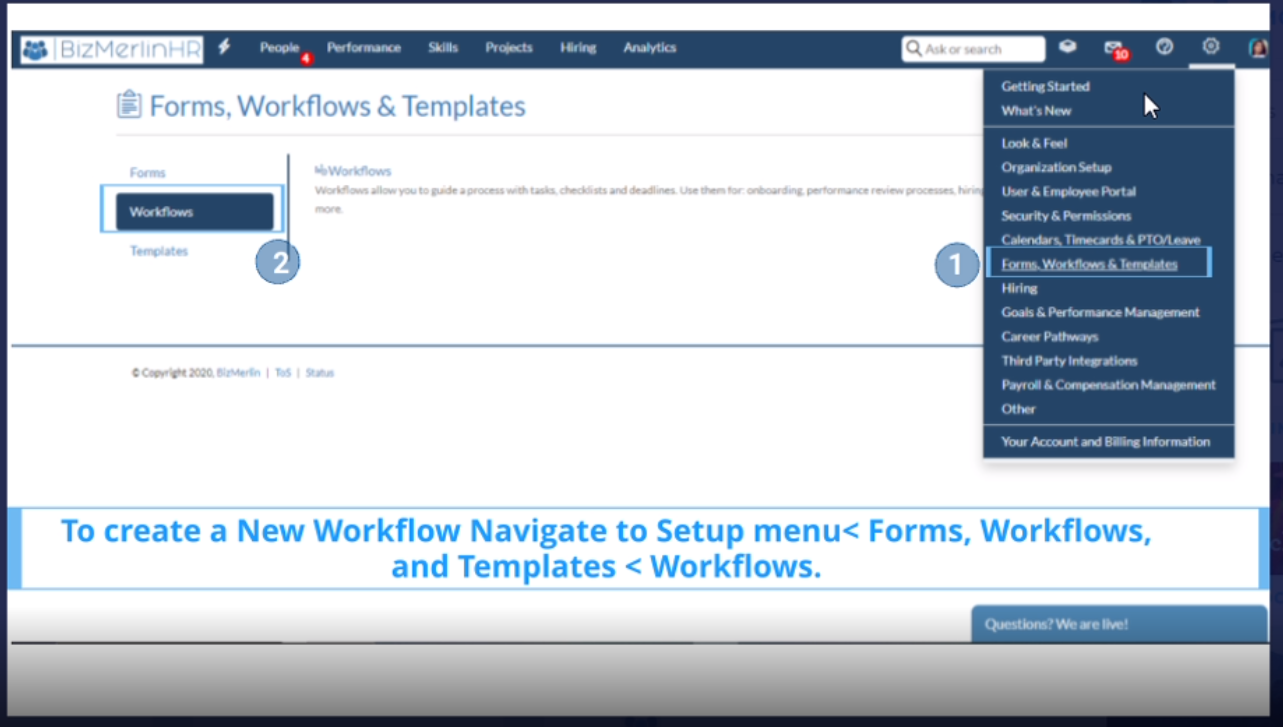 BizMerlinHR
People
4
Performance
Skills
Projects
Hiring
Analytics
Ask or search
10
Getting Started
What's New
Look & Feel
Organization Setup
User & Employee Portal
Security & Permissions
Calendars, Timecards & PTO/Leave
Forms, Workflows & Templates
Hiring
Goals & Performance Management
Career Pathways
Third Party Integrations
Payroll & Compensation Management
Other
Your Account and Billing Information
1
Forms, Workflows & Templates
Forms
Workflows
Templates
2
Workflows
Workflows allow you to guide a process with tasks, checklists and deadlines. Use them for: onboarding, performance review processes, hiring
more.
© Copyright 2020, BizMerlin | ToS | Status
To create a New Workflow Navigate to Setup menu< Forms, Workflows,
and Templates < Workflows.
Questions? We are live!